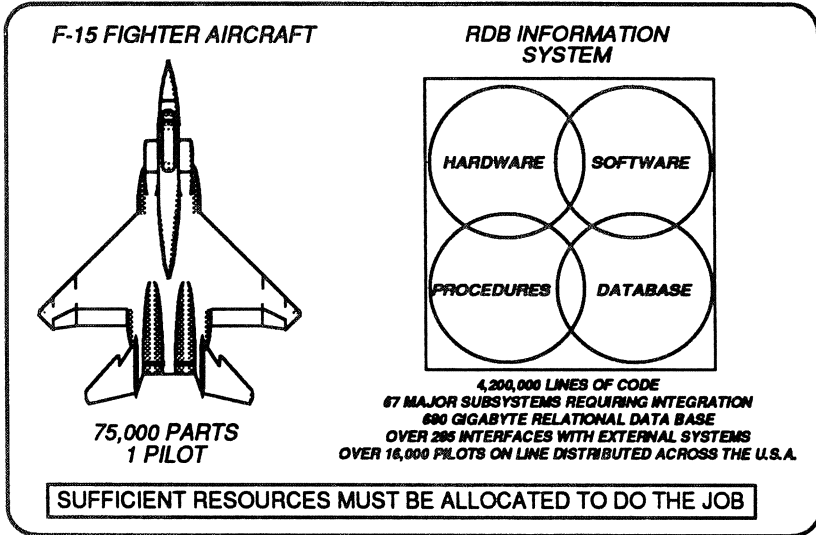 F-15 FIGHTER AIRCRAFT
75,000 PARTS
1 PILOT
RDB INFORMATION
SYSTEM
HARDWARE
SOFTWARE
PROCEDURES
DATABASE
4,200,000 LINES OF CODE
67 MAJOR SUBSYSTEMS REQUIRING INTEGRATION
690 GIGABYTE RELATIONAL DATA BASE
OVER 295 INTERFACES WITH EXTERNAL SYSTEMS
OVER 16,000 PILOTS ON LINE DISTRIBUTED ACROSS THE U.S.A.
SUFFICIENT RESOURCES MUST BE ALLOCATED TO DO THE JOB